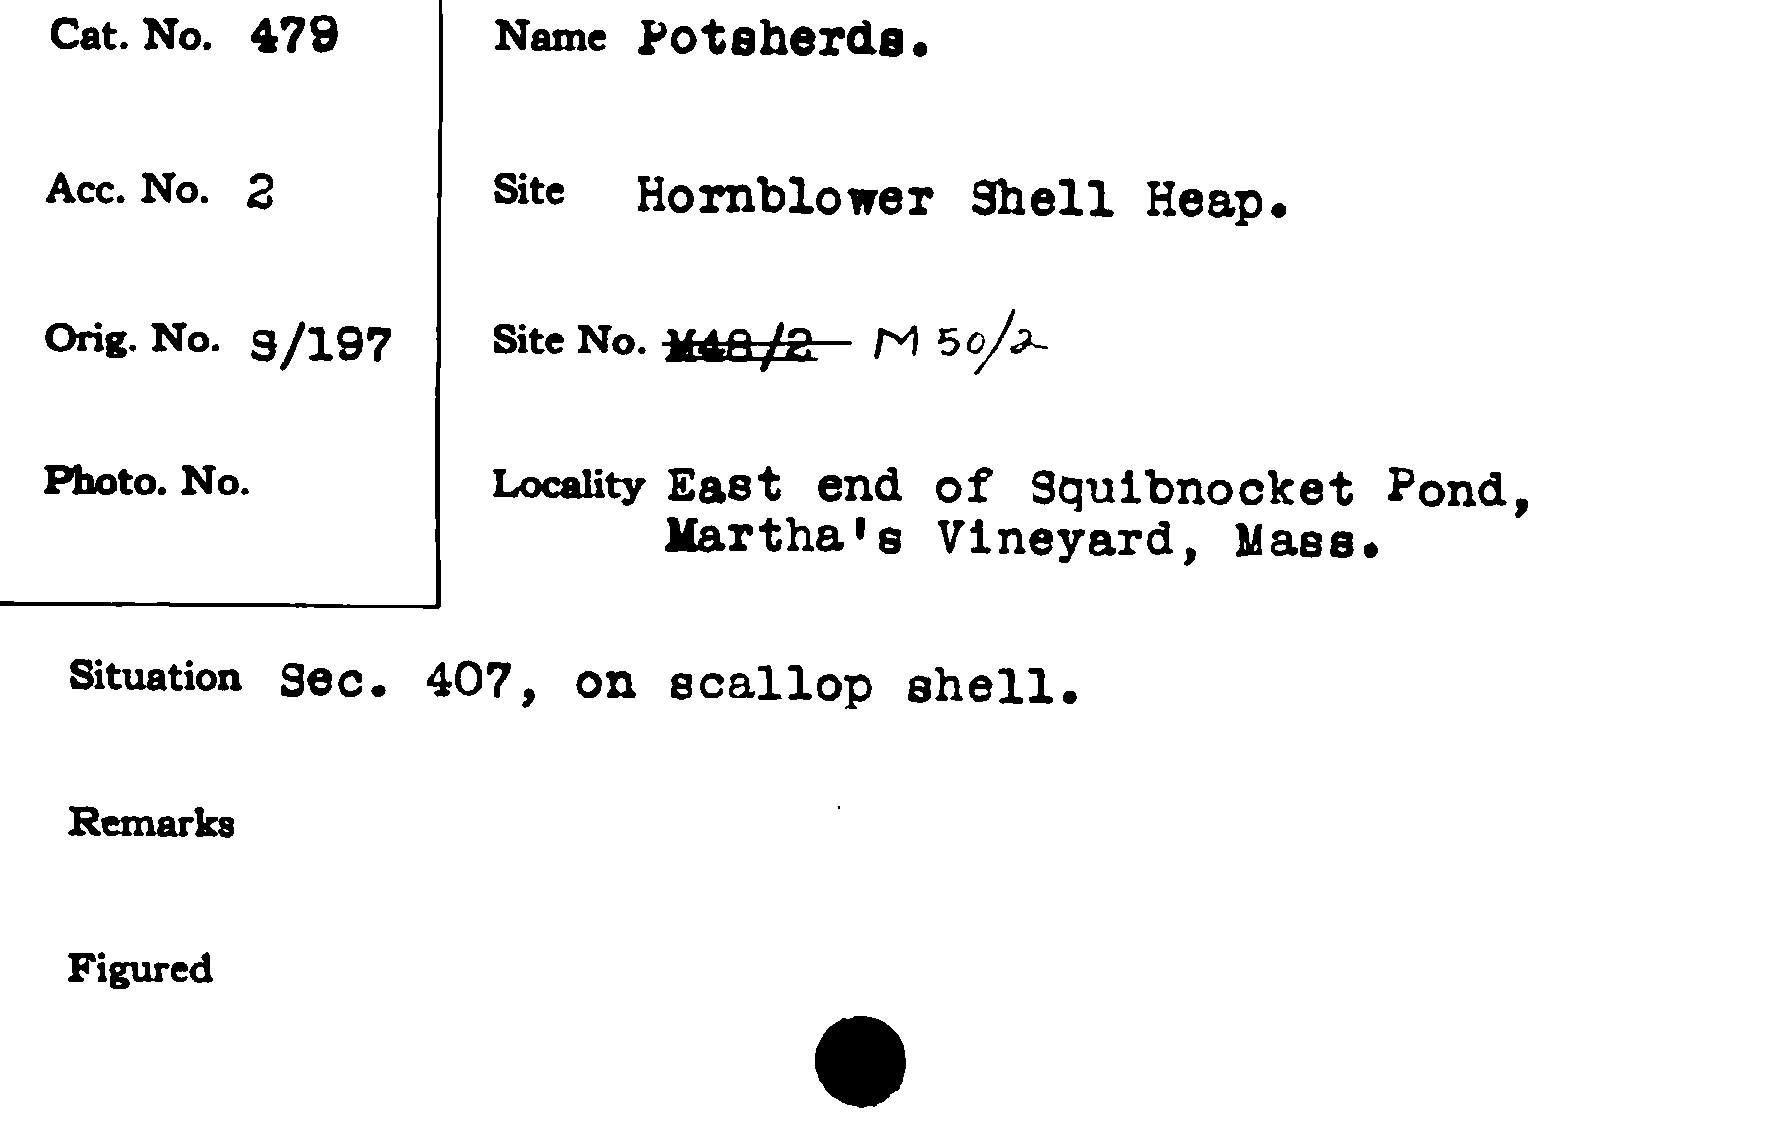 Cat. No. 479
Name Potsherds.
Acc. No. 2
Site Hornblower Shell Heap.
Orig. No. S/197
Site No. M48/2 M 50/2
Photo. No.
Locality East end of Squibnocket Pond,
Martha's Vineyard, Mass.
Situation Sec. 407, on scallop shell.
Remarks
Figured